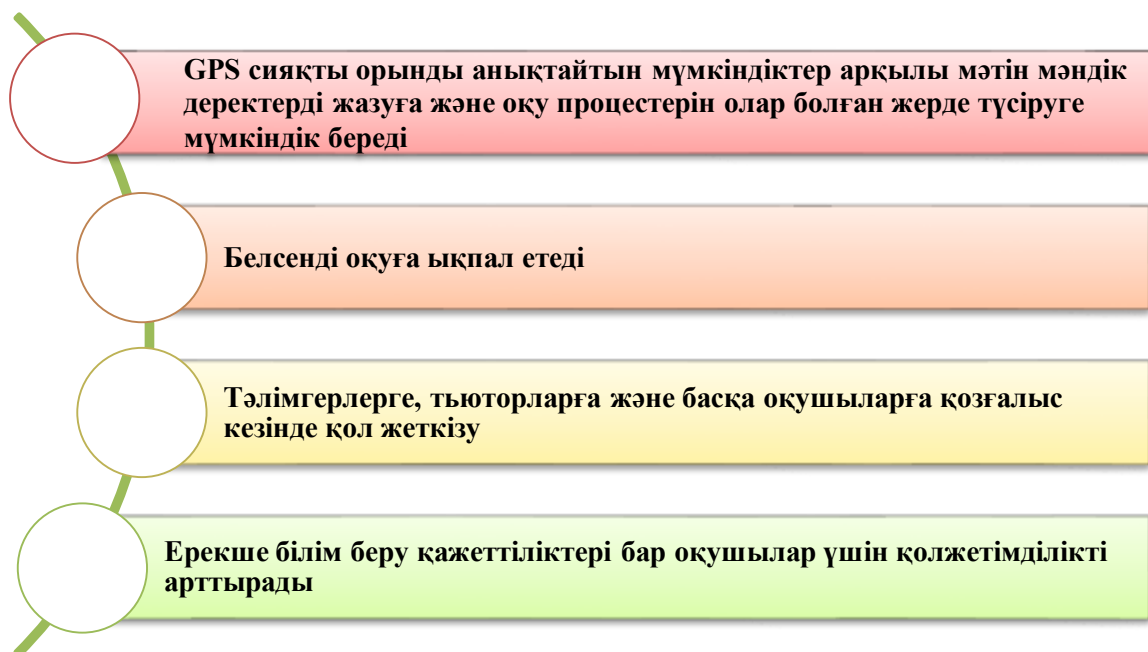 GPS сияқты орынды анықтайтын мүмкіндіктер арқылы мәтін мәндік
деректерді жазуға және оқу процестерін олар болған жерде түсіруге
мүмкіндік береді
Белсенді оқуға ықпал етеді
Тәлімгерлерге, тьюторларға және басқа оқушыларға қозғалыс
кезінде қол жеткізу
Ерекше білім беру қажеттіліктері бар оқушылар үшін қолжетімділікті
арттырады